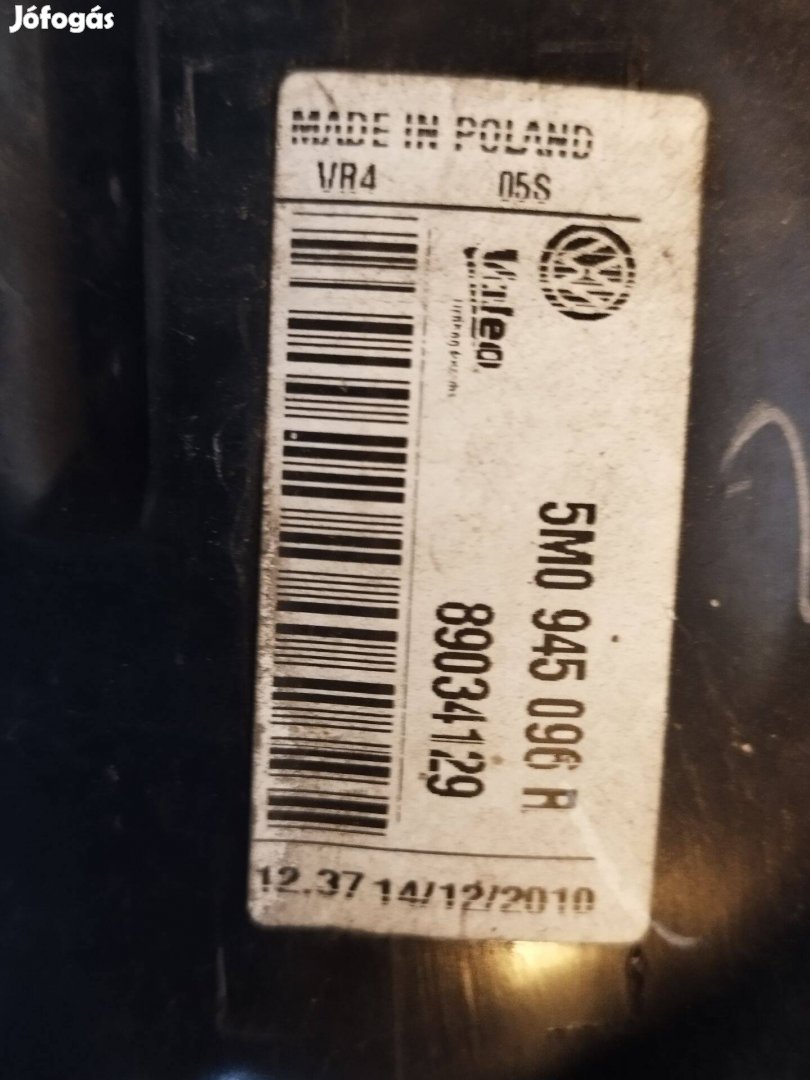 Jófogás
MADE IN POLAND
VR4 05S
Valeo
5M0 945 096 R
89034129
12.37 14/12/2010